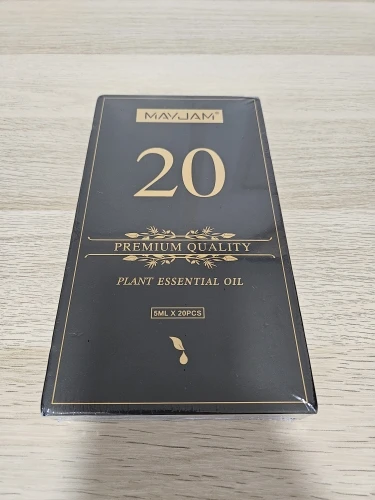 MAYJAM®
20
PREMIUM QUALITY
PLANT ESSENTIAL OIL
5ML X 20PCS